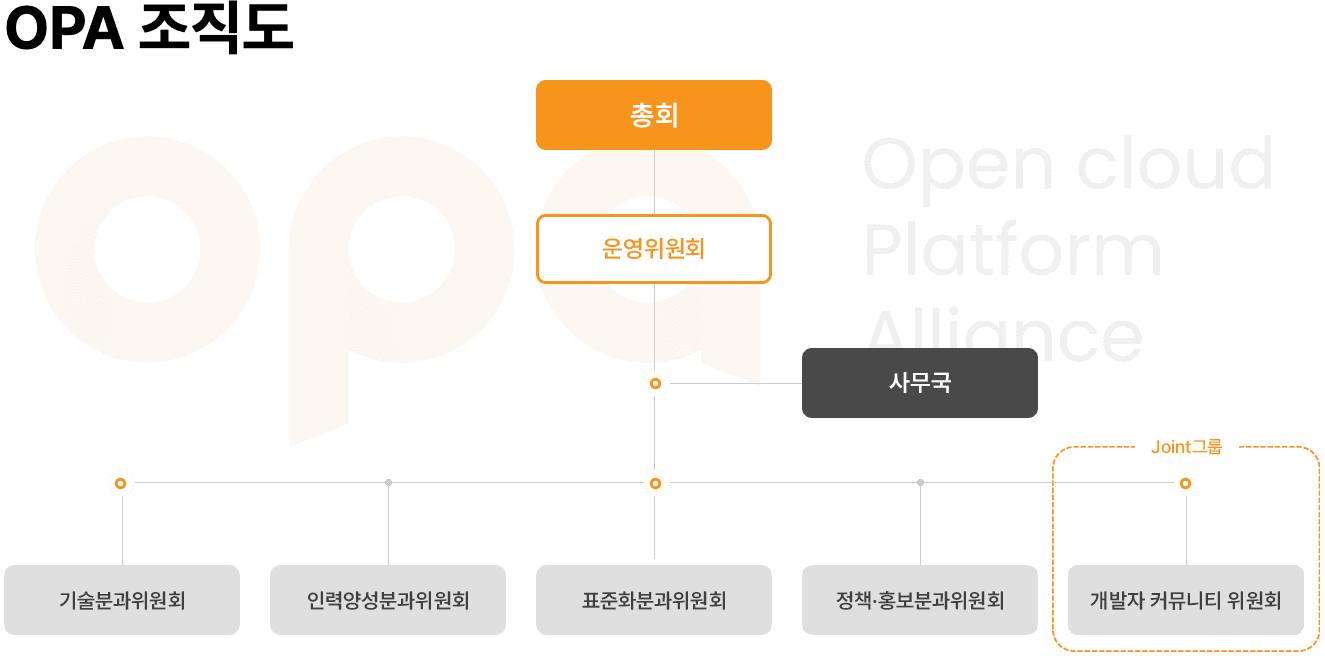 OPA 조직도
총회
opa
Open cloud
Platform
Alliance
운영위원회
사무국
Joint그룹
기술분과위원회
인력양성분과위원회
표준화분과위원회
정책·홍보분과위원회
개발자 커뮤니티 위원회